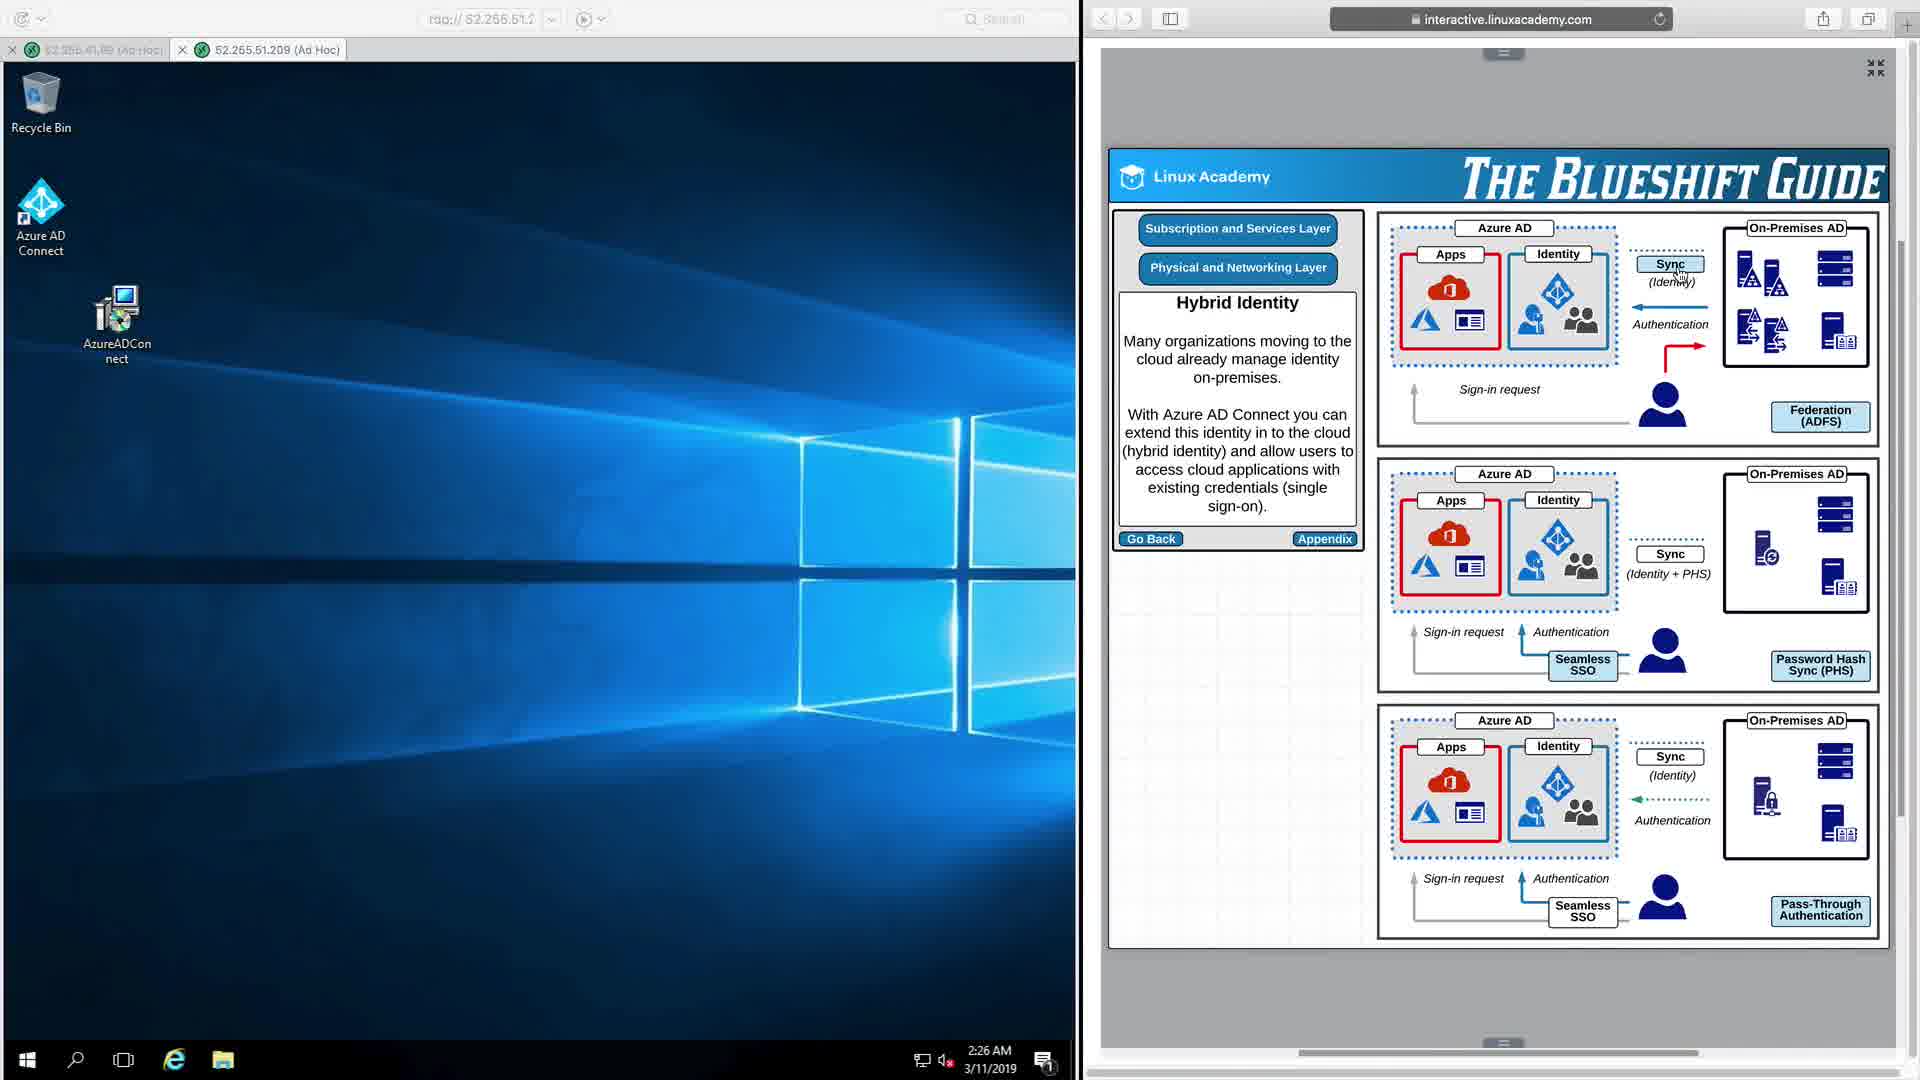 rdp:// 52.255.51.2
Search
52.255.41.89 (Ad Hoc)
52.255.51.209 (Ad Hoc)
interactive.linuxacademy.com
Recycle Bin
Azure AD
Connect
AzureADCon
nect
2:26 AM
3/11/2019
1
Linux Academy
THE BLUESHIFT GUIDE
Subscription and Services Layer
Physical and Networking Layer
Hybrid Identity
Many organizations moving to the
cloud already manage identity
on-premises.
With Azure AD Connect you can
extend this identity in to the cloud
(hybrid identity) and allow users to
access cloud applications with
existing credentials (single
sign-on).
Go Back
Appendix
Azure AD
On-Premises AD
Apps
Identity
Sync
(Identity)
Authentication
Sign-in request
Federation
(ADFS)
Azure AD
On-Premises AD
Apps
Identity
Sync
(Identity + PHS)
Sign-in request
Authentication
Seamless
SSO
Password Hash
Sync (PHS)
Azure AD
On-Premises AD
Apps
Identity
Sync
(Identity)
Authentication
Sign-in request
Authentication
Seamless
SSO
Pass-Through
Authentication